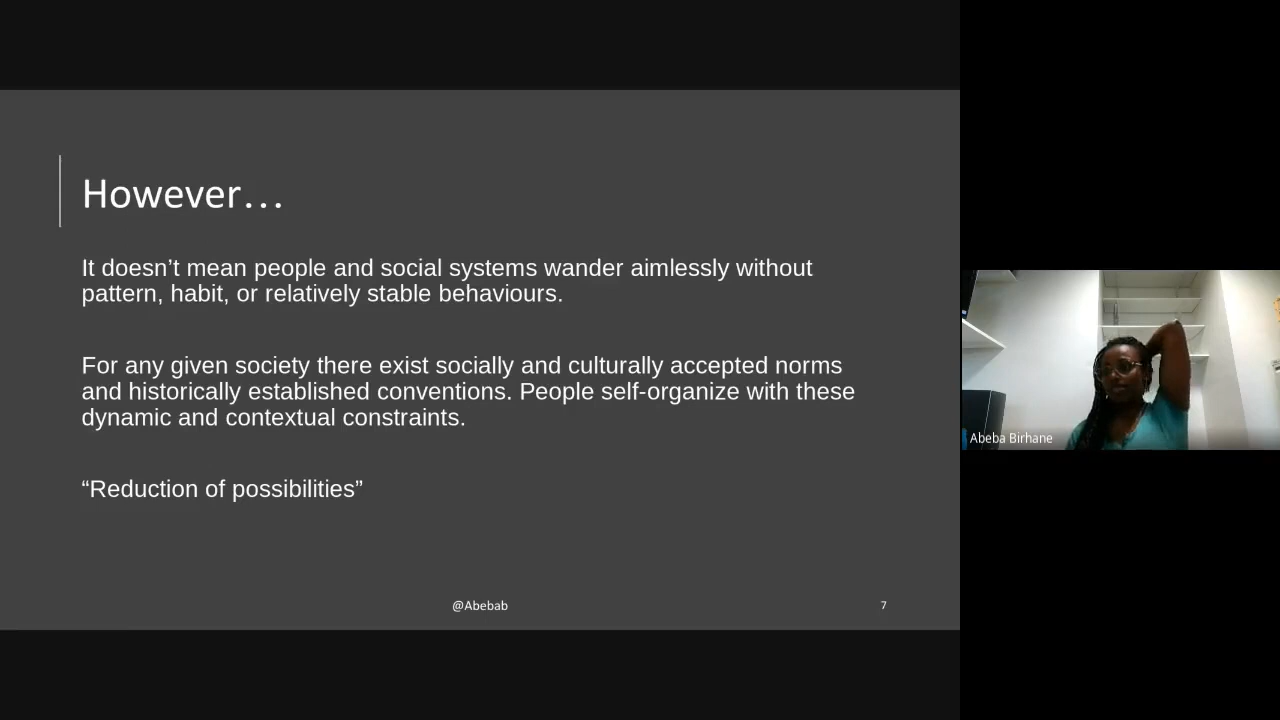 However…
It doesn’t mean people and social systems wander aimlessly without
pattern, habit, or relatively stable behaviours.
For any given society there exist socially and culturally accepted norms
and historically established conventions. People self-organize with these
dynamic and contextual constraints.
“Reduction of possibilities”
@Abebab
7
Abeba Birhane